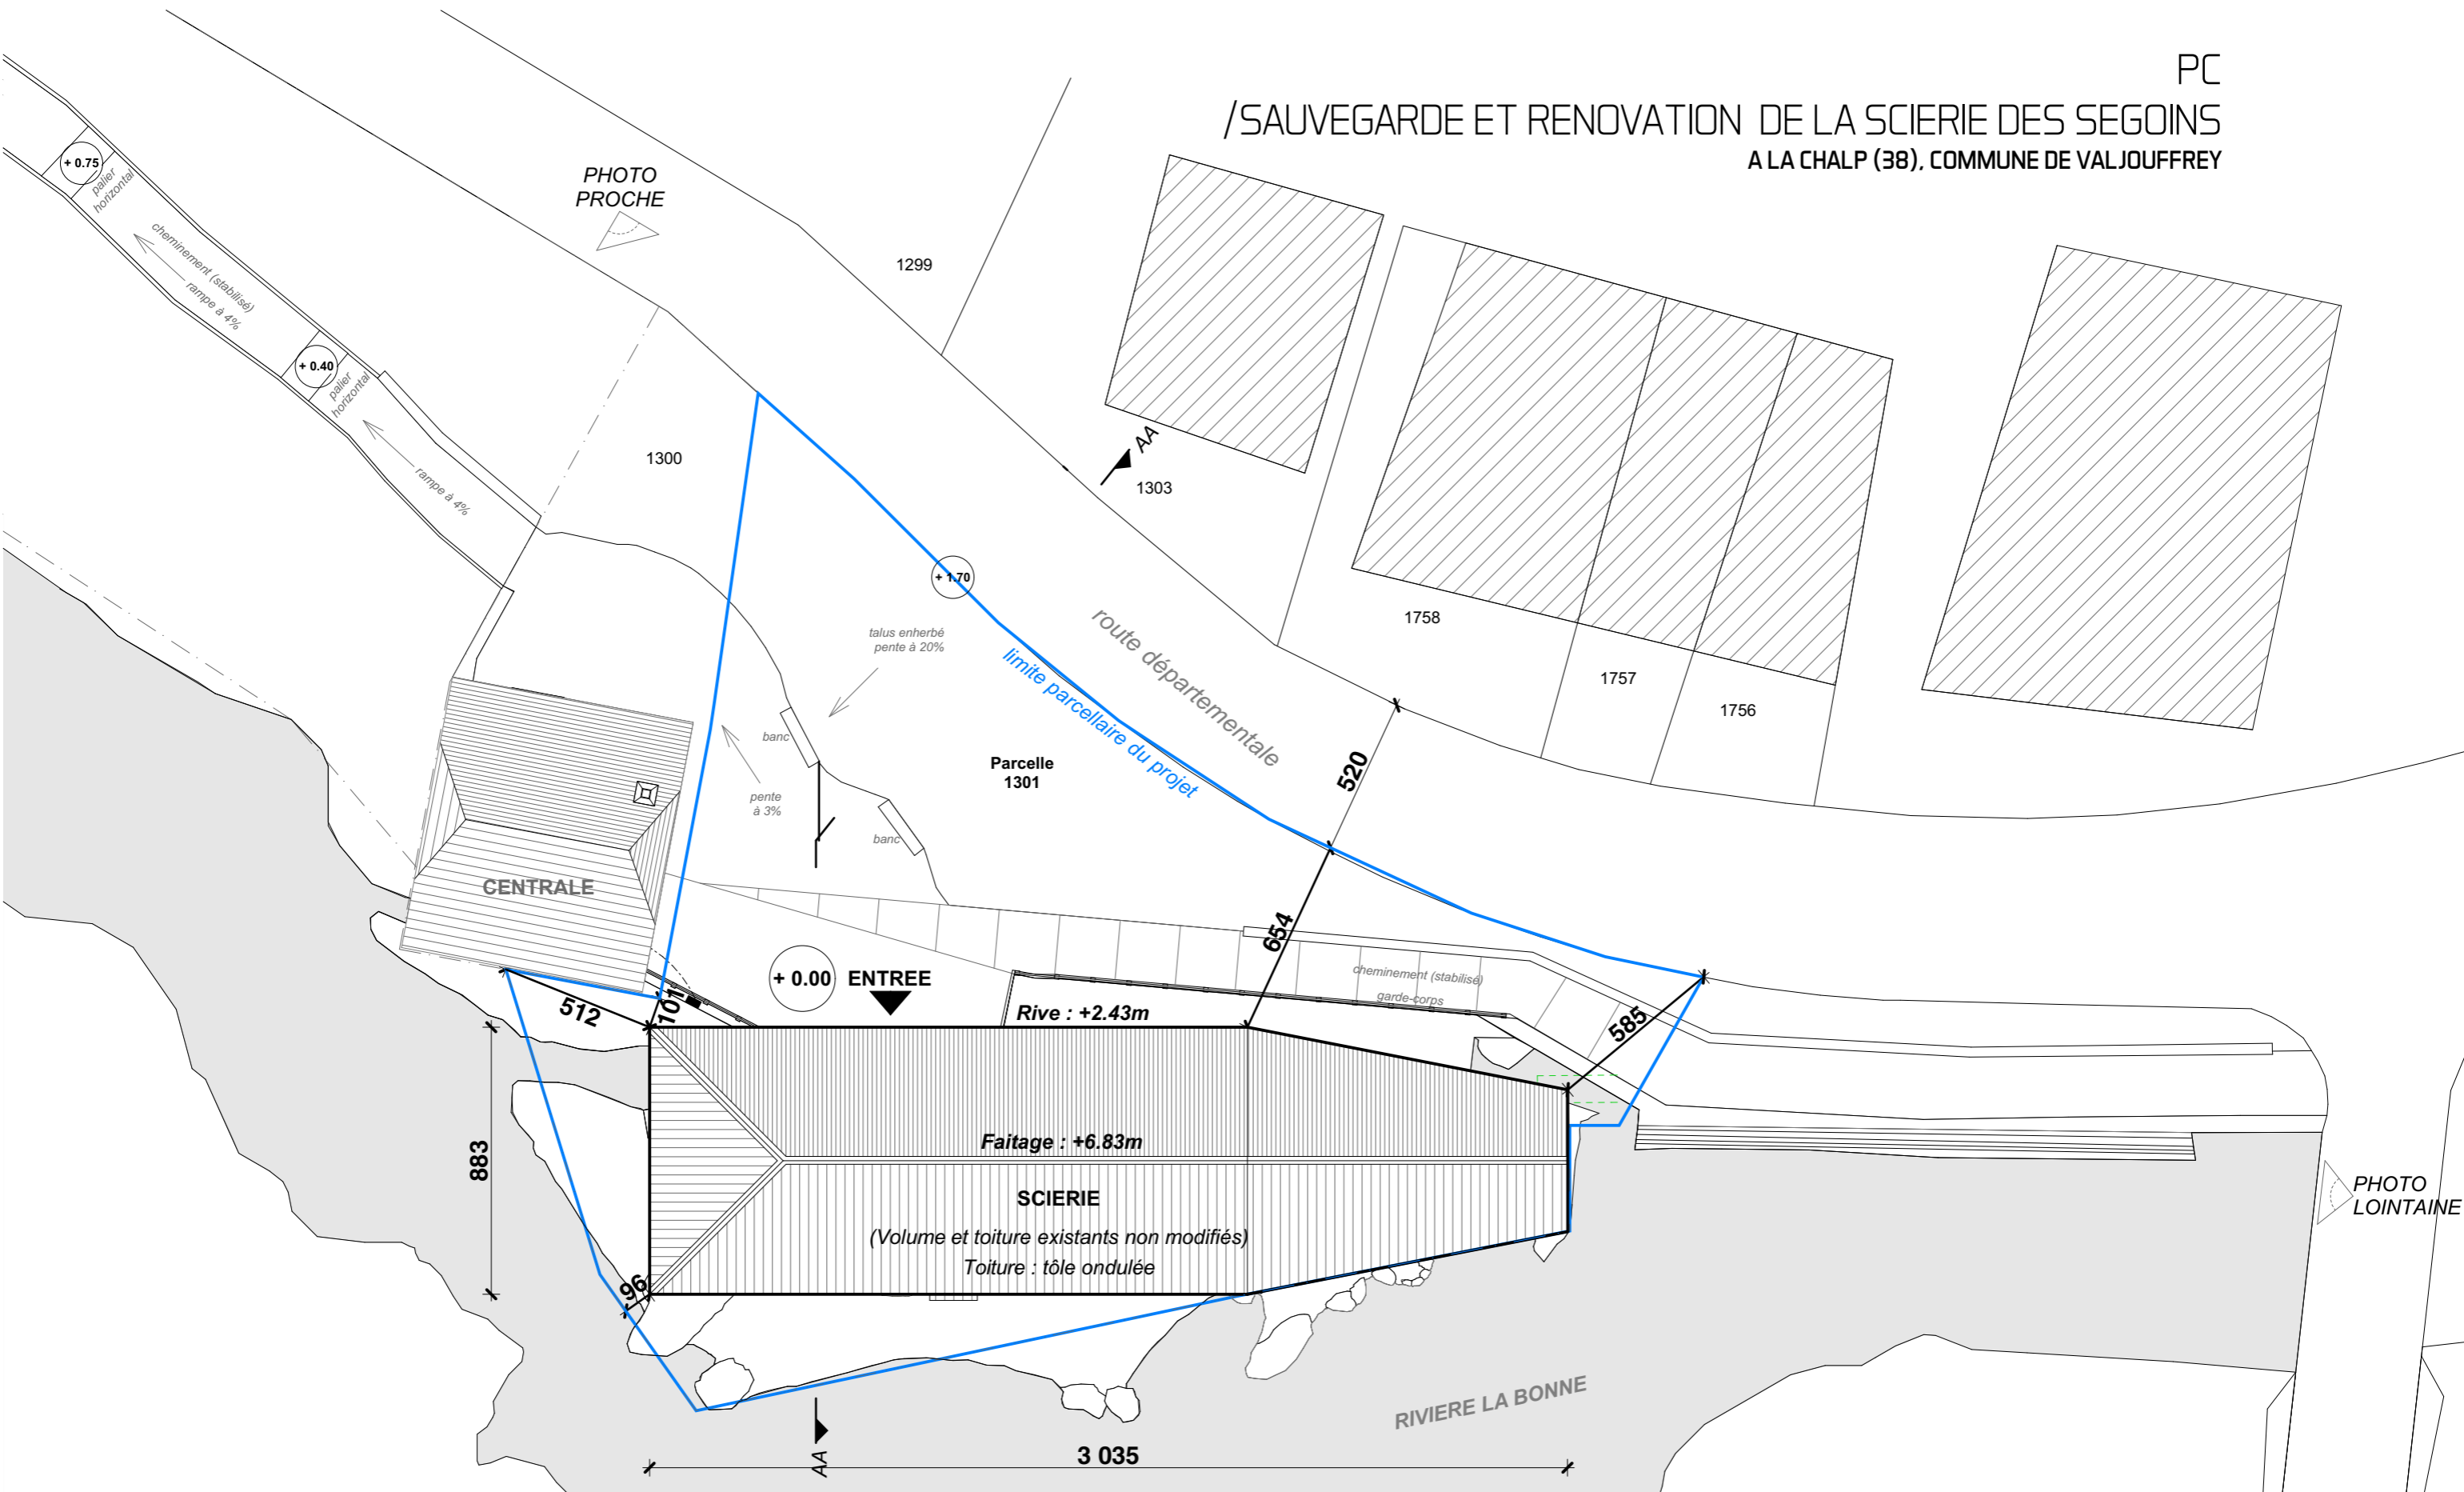 PC
/SAUVEGARDE ET RENOVATION DE LA SCIERIE DES SEGOINS
A LA CHALP (38), COMMUNE DE VALJOUFFREY
+ 0.75
palier
horizontal
PHOTO
PROCHE
cheminement (stabilisé)
rampe à 4%
1299
+ 0.40
palier
horizontal
rampe à 4%
1300
AA
1303
+ 1.70
talus enherbé
pente à 20%
route départementale
limite parcellaire du projet
1758
1757
1756
banc
Parcelle
1301
520
pente
à 3%
banc
CENTRALE
654
+ 0.00
ENTREE
cheminement (stabilisé)
garde-corps
512
101
Rive : +2.43m
585
883
Faitage : +6.83m
SCIERIE
(Volume et toiture existants non modifiés)
Toiture : tôle ondulée
PHOTO
LOINTAINE
96
RIVIERE LA BONNE
AA
3 035